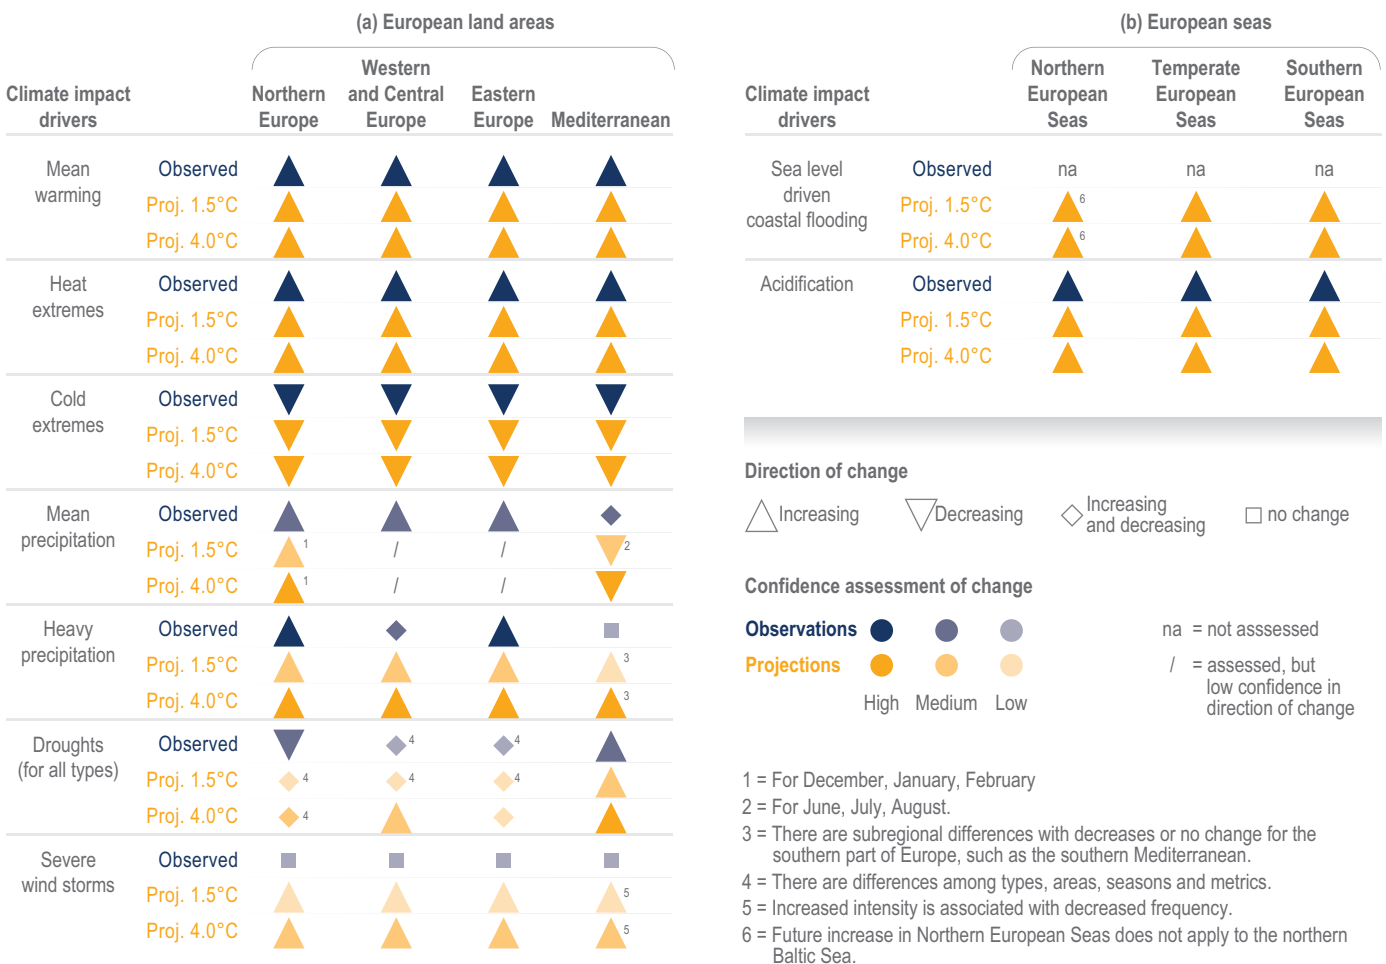 (a) European land areas
Climate impact
drivers
Northern
Europe
Western
and Central
Europe
Eastern
Europe
Mediterranean
Mean
warming
Observed
Proj. 1.5°C
Proj. 4.0°C
Heat
extremes
Observed
Proj. 1.5°C
Proj. 4.0°C
Cold
extremes
Observed
Proj. 1.5°C
Proj. 4.0°C
Mean
precipitation
Observed
Proj. 1.5°C 1 / / 2
Proj. 4.0°C 1 / /
Heavy
precipitation
Observed
Proj. 1.5°C 3
Proj. 4.0°C 3
Droughts
(for all types)
Observed 4 4
Proj. 1.5°C 4 4 4
Proj. 4.0°C 4
Severe
wind storms
Observed
Proj. 1.5°C 5
Proj. 4.0°C 5
(b) European seas
Climate impact
drivers
Northern
European
Seas
Temperate
European
Seas
Southern
European
Seas
Sea level
driven
coastal flooding
Observed na na na
Proj. 1.5°C 6
Proj. 4.0°C 6
Acidification
Observed
Proj. 1.5°C
Proj. 4.0°C
Direction of change
Increasing
Decreasing
Increasing
and decreasing
no change
Confidence assessment of change
Observations
Projections
High Medium Low
na = not asssessed
/ = assessed, but
low confidence in
direction of change
1 = For December, January, February
2 = For June, July, August.
3 = There are subregional differences with decreases or no change for the
southern part of Europe, such as the southern Mediterranean.
4 = There are differences among types, areas, seasons and metrics.
5 = Increased intensity is associated with decreased frequency.
6 = Future increase in Northern European Seas does not apply to the northern
Baltic Sea.